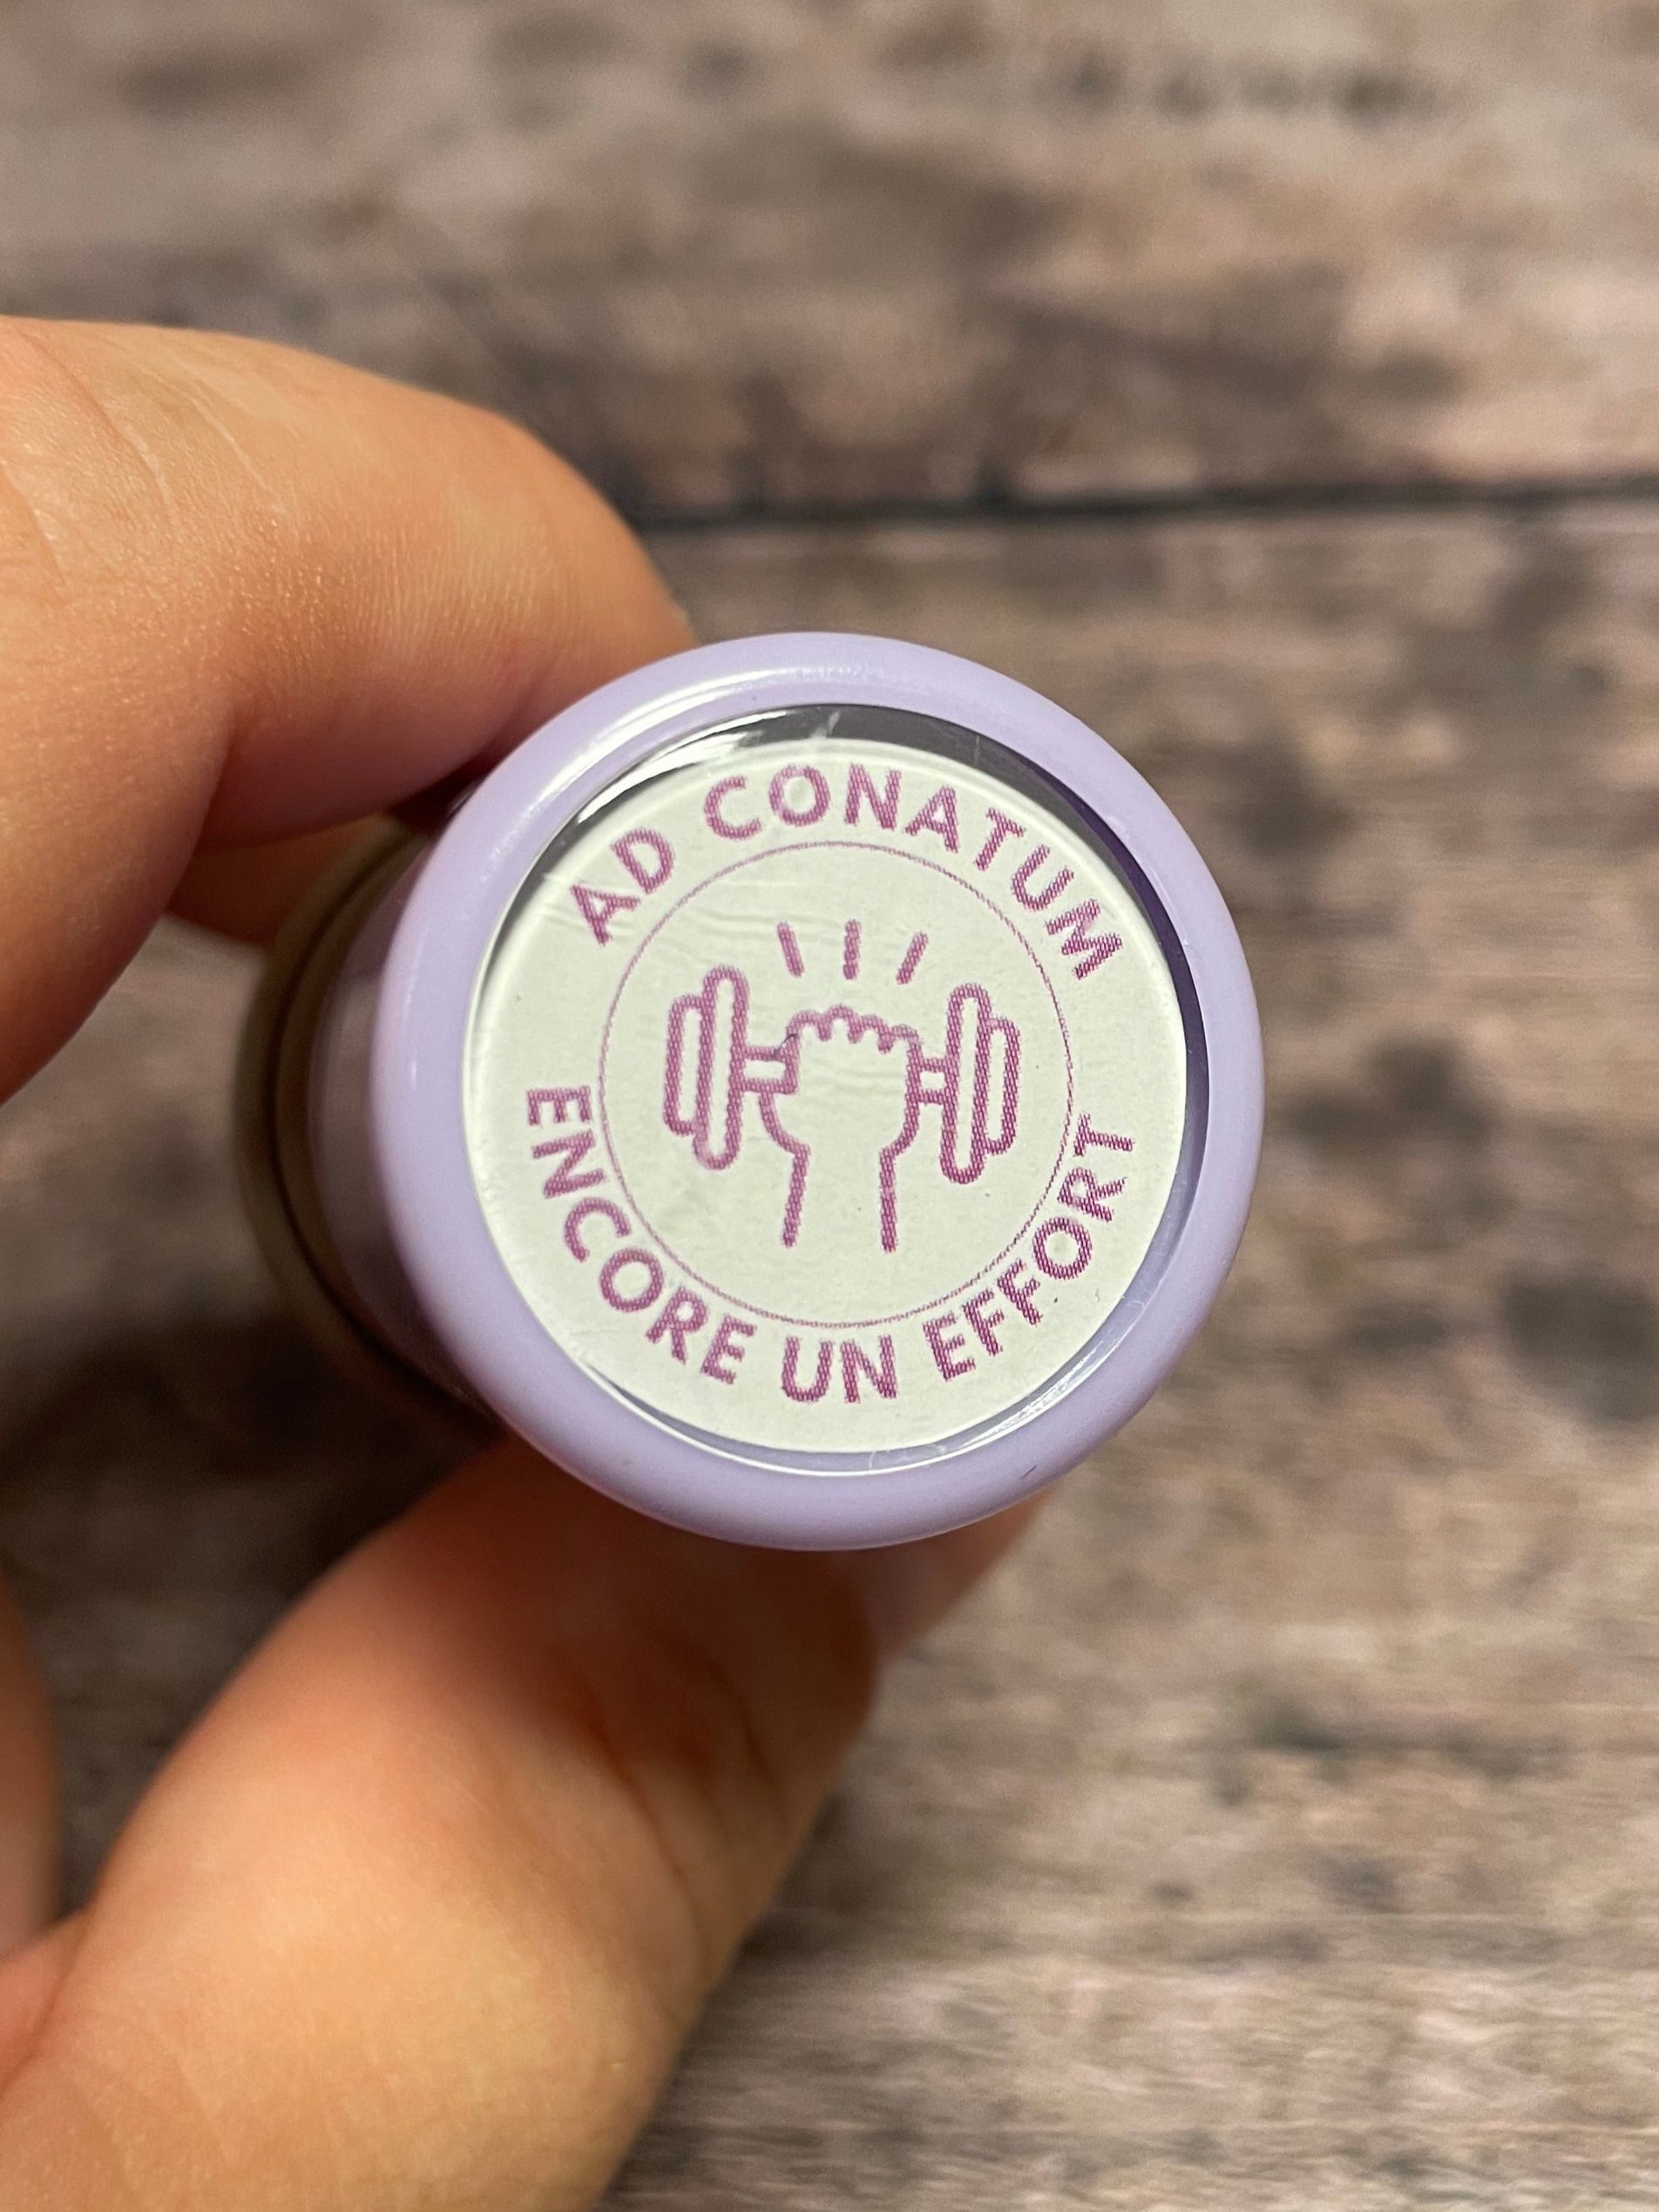 AD CONATUM
ENCORE UN EFFORT